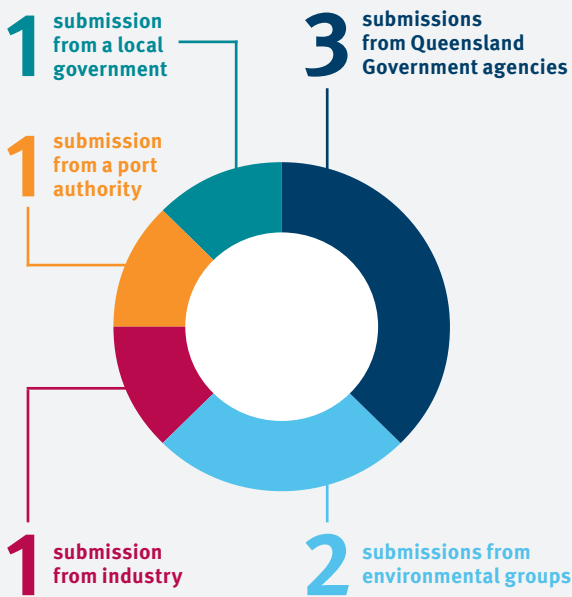 1 submission
from a local
government
3 submissions
from Queensland
Government agencies
1 submission
from a port
authority
1 submission
from industry
2 submissions from
environmental groups